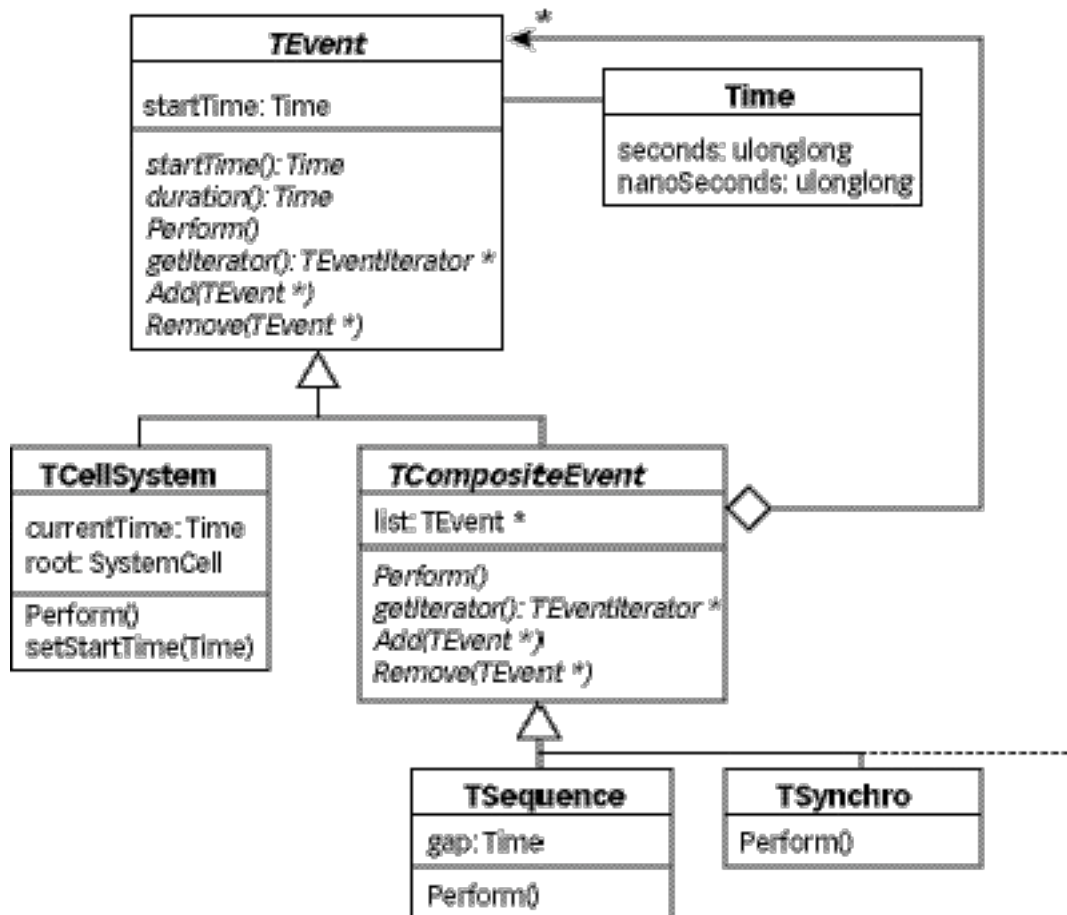 *
TEvent
startTime: Time
startTime(): Time
duration(): Time
Perform()
getIterator(): TEventIterator *
Add(TEvent *)
Remove(TEvent *)
Time
seconds: ulonglong
nanoSeconds: ulonglong
TCellSystem
currentTime: Time
root: SystemCell
Perform()
setStartTime(Time)
TCompositeEvent
list: TEvent *
Perform()
getIterator(): TEventIterator *
Add(TEvent *)
Remove(TEvent *)
TSequence
gap: Time
Perform()
TSynchro
Perform()